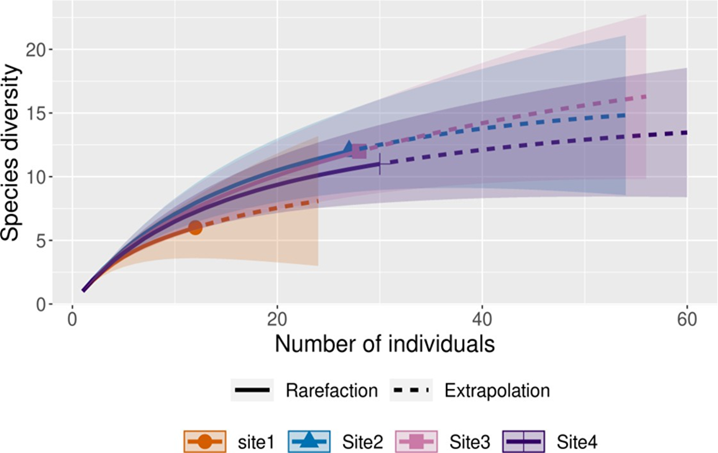 Species diversity
20
15
10
5
0
0 20 40 60
Number of individuals
Rarefaction Extrapolation
site1 Site2 Site3 Site4